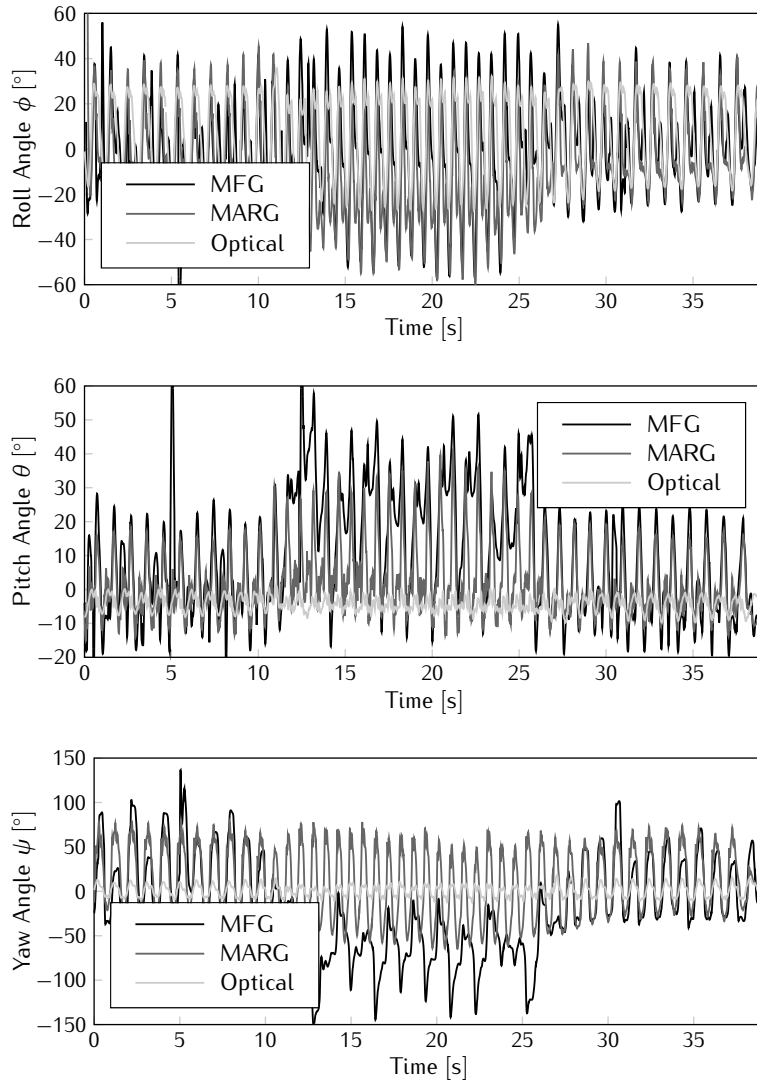 60
40
20
0
−20
−40
−60
Roll Angle ϕ [°]
MFG
MARG
Optical
0 5 10 15 20 25 30 35
Time [s]
60
50
40
30
20
10
0
−10
−20
Pitch Angle θ [°]
MFG
MARG
Optical
0 5 10 15 20 25 30 35
Time [s]
150
100
50
0
−50
−100
−150
Yaw Angle ψ [°]
MFG
MARG
Optical
0 5 10 15 20 25 30 35
Time [s]